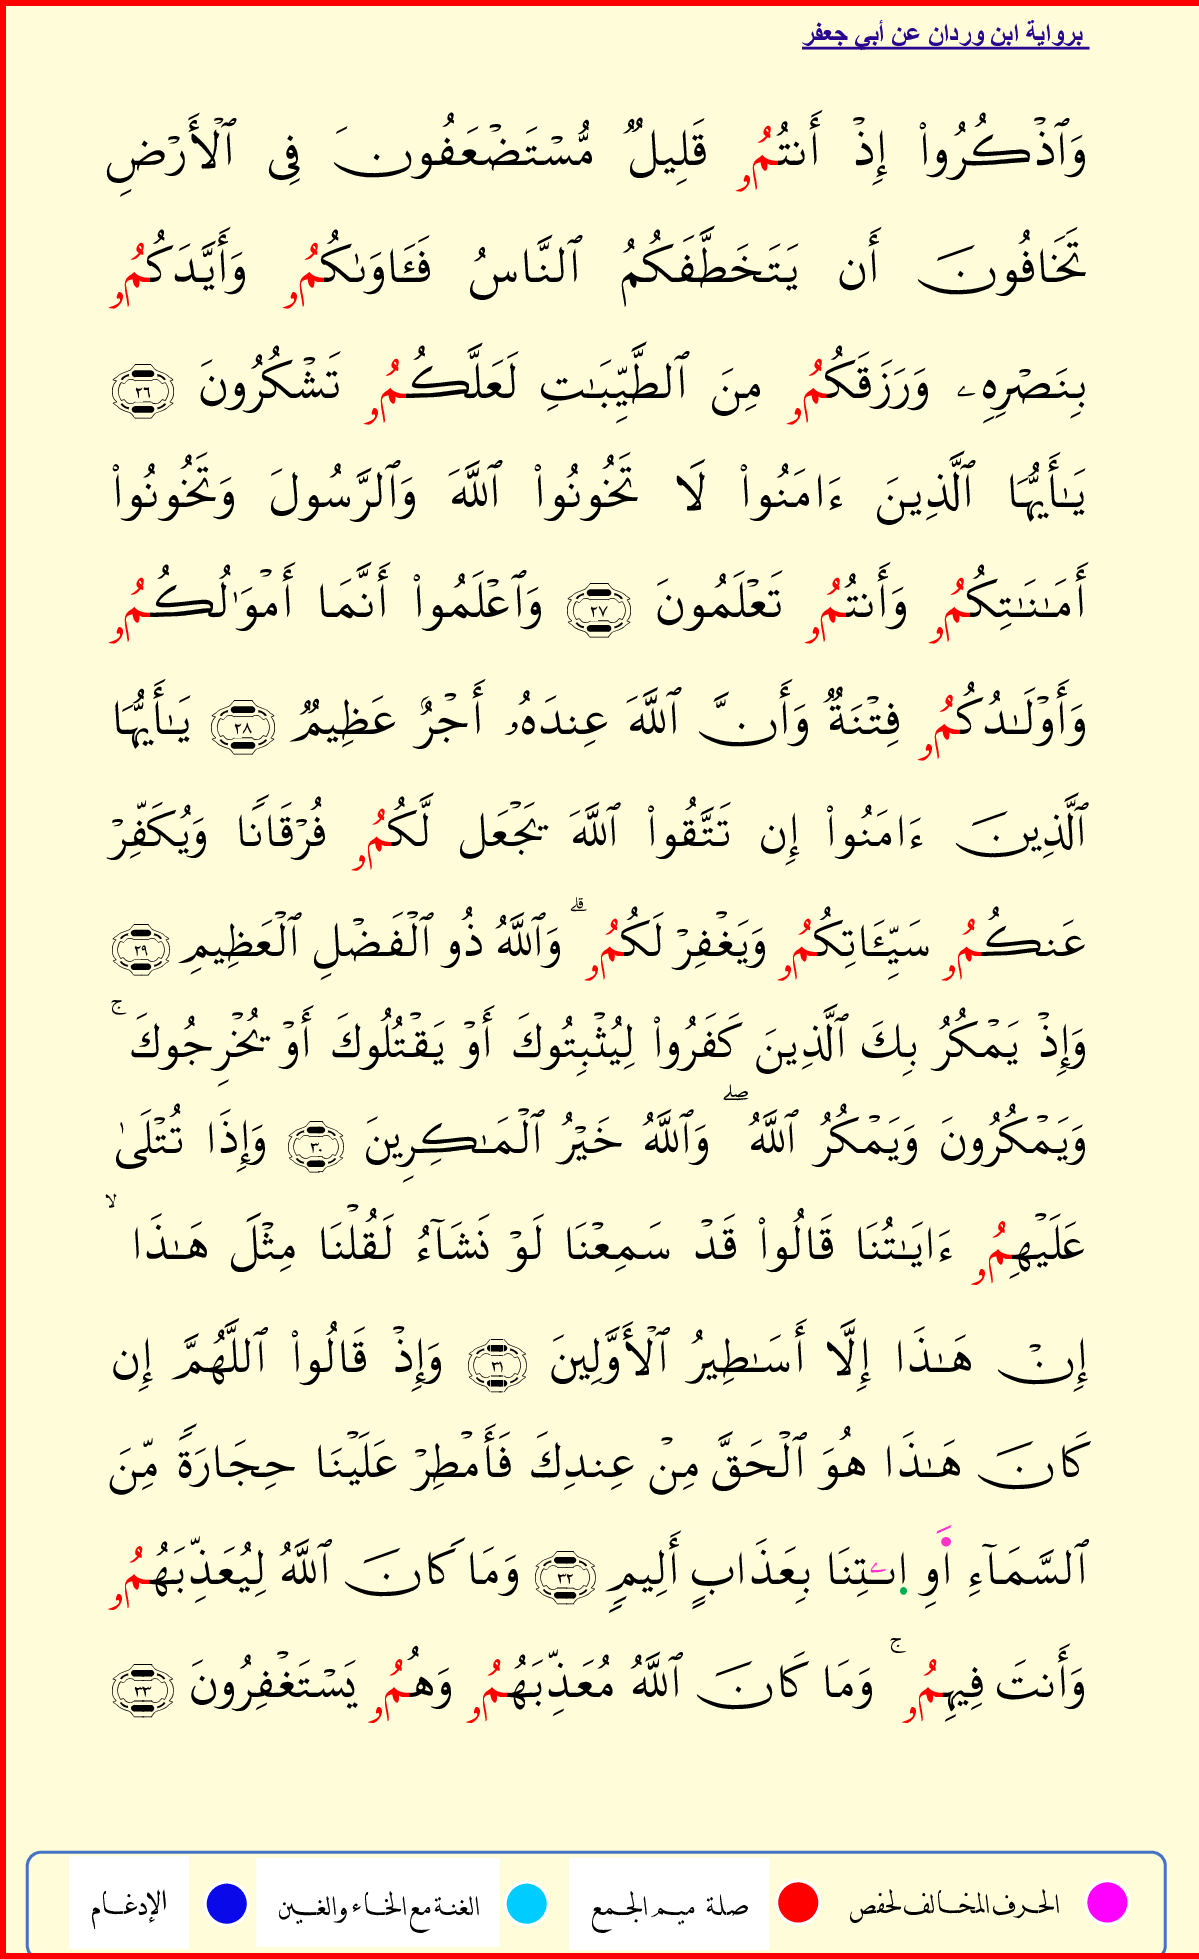 برواية ابن وردان عن أبي جعفر
وَٱذۡكُرُوا۟ إِذۡ أَنتُمُۥ قَلِيلٌ مُّسۡتَضۡعَفُونَ فِى ٱلۡأَرۡضِ
تَخَافُونَ أَن يَتَخَطَّفَكُمُ ٱلنَّاسُ فَـَٔاوَىٰكُمُۥ وَأَيَّدَكُمُۥ
بِنَصۡرِهِۦ وَرَزَقَكُمُۥ مِنَ ٱلطَّيِّبَـٰتِ لَعَلَّكُمُۥ تَشۡكُرُونَ ٢٦
يَـٰٓأَيُّهَا ٱلَّذِينَ ءَامَنُوا۟ لَا تَخُونُوا۟ ٱللَّهَ وَٱلرَّسُولَ وَتَخُونُوا۟
أَمَـٰنَـٰتِكُمُۥ وَأَنتُمُۥ تَعۡلَمُونَ ٢٧ وَٱعۡلَمُوا۟ أَنَّمَا أَمۡوَٰلُكُمُۥ
وَأَوۡلَـٰدُكُمُۥ فِتۡنَةٌ وَأَنَّ ٱللَّهَ عِندَهُۥ أَجۡرٌ عَظِيمٌ ٢٨ يَـٰأَيُّهَا
ٱلَّذِينَ ءَامَنُوا۟ إِن تَتَّقُوا۟ ٱللَّهَ يَجۡعَل لَّكُمُۥ فُرۡقَانًا وَيُكَفِّرۡ
عَنكُمُۥ سَيِّـَٔاتِكُمُۥ وَيَغۡفِرۡ لَكُمُۥ ۗ وَٱللَّهُ ذُو ٱلۡفَضۡلِ ٱلۡعَظِيمِ ٢٩
وَإِذۡ يَمۡكُرُ بِكَ ٱلَّذِينَ كَفَرُوا۟ لِيُثۡبِتُوكَ أَوۡ يَقۡتُلُوكَ أَوۡ يُخۡرِجُوكَ ۚ
وَيَمۡكُرُونَ وَيَمۡكُرُ ٱللَّهُ ۖ وَٱللَّهُ خَيۡرُ ٱلۡمَـٰكِرِينَ ٣٠ وَإِذَا تُتۡلَىٰ
عَلَيۡهِمُۥ ءَايَـٰتُنَا قَالُوا۟ قَدۡ سَمِعۡنَا لَوۡ نَشَآءُ لَقُلۡنَا مِثۡلَ هَـٰذَا ۙ
إِنۡ هَـٰذَا إِلَّا أَسَـٰطِيرُ ٱلۡأَوَّلِينَ ٣١ وَإِذۡ قَالُوا۟ ٱللَّهُمَّ إِن
كَانَ هَـٰذَا هُوَ ٱلۡحَقَّ مِنۡ عِندِكَ فَأَمۡطِرۡ عَلَيۡنَا حِجَارَةً مِّنَ
ٱلسَّمَآءِ أَوِ اِۦٔتِنَا بِعَذَابٍ أَلِيمٍ ٣٢ وَمَا كَانَ ٱللَّهُ لِيُعَذِّبَهُمُۥ
وَأَنتَ فِيهِمُۥ ۚ وَمَا كَانَ ٱللَّهُ مُعَذِّبَهُمُۥ وَهُمُۥ يَسۡتَغۡفِرُونَ ٣٣
الحرف المخالف لحفص صلة ميم الجمع الغنة مع الخاء والغين الإدغام